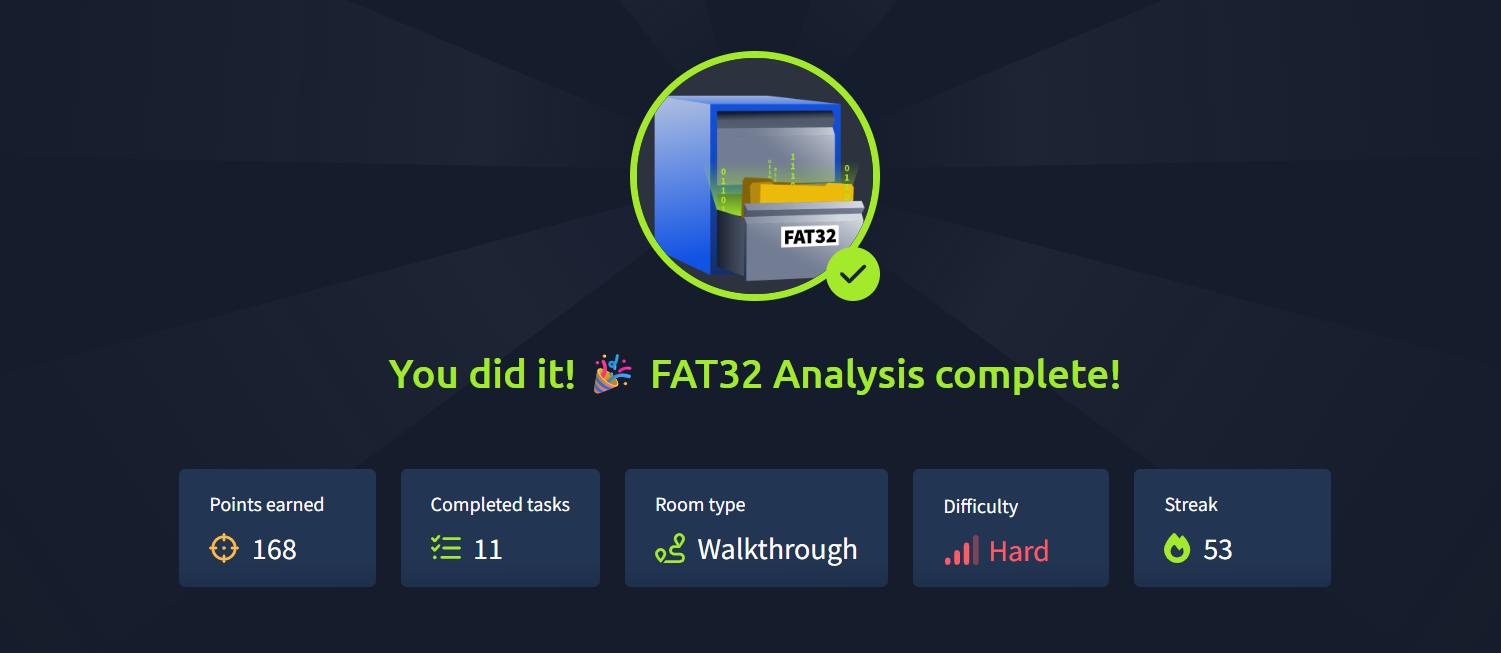 FAT32
You did it! 🎉 FAT32 Analysis complete!
Points earned
168
Completed tasks
11
Room type
Walkthrough
Difficulty
Hard
Streak
53